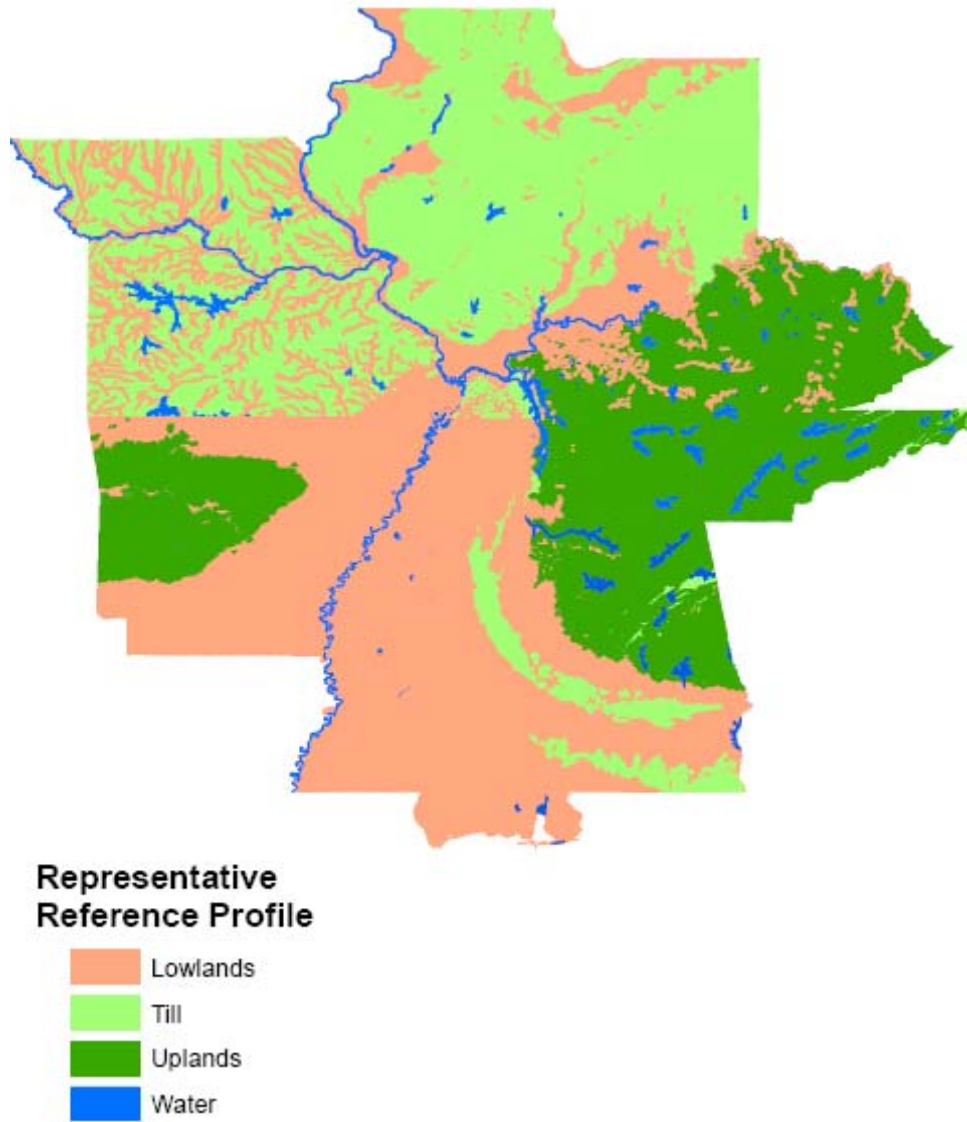 Representative
Reference Profile
Lowlands
Till
Uplands
Water